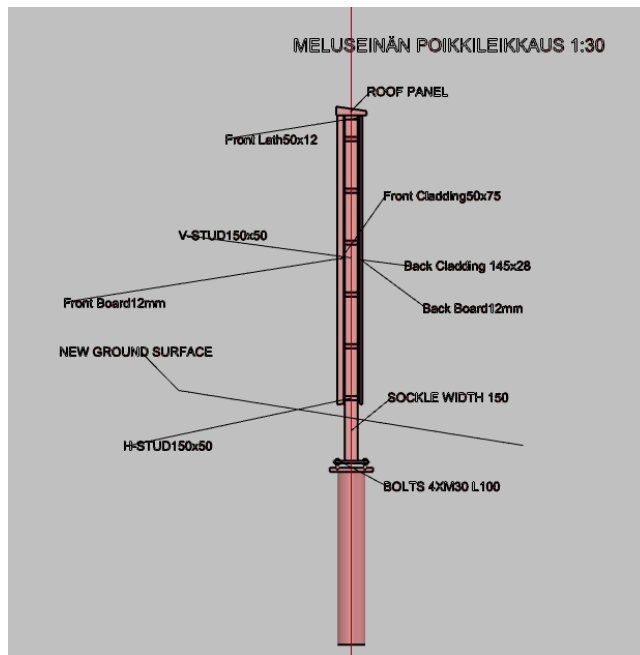 MELUSEINÄN POIKKILEIKKAUS 1:30
ROOF PANEL
Front Lath50x12
Front Cladding50x75
V-STUD150x50
Back Cladding 145x28
Front Board12mm
Back Board12mm
NEW GROUND SURFACE
SOCKLE WIDTH 150
H-STUD150x50
BOLTS 4XM30 L100